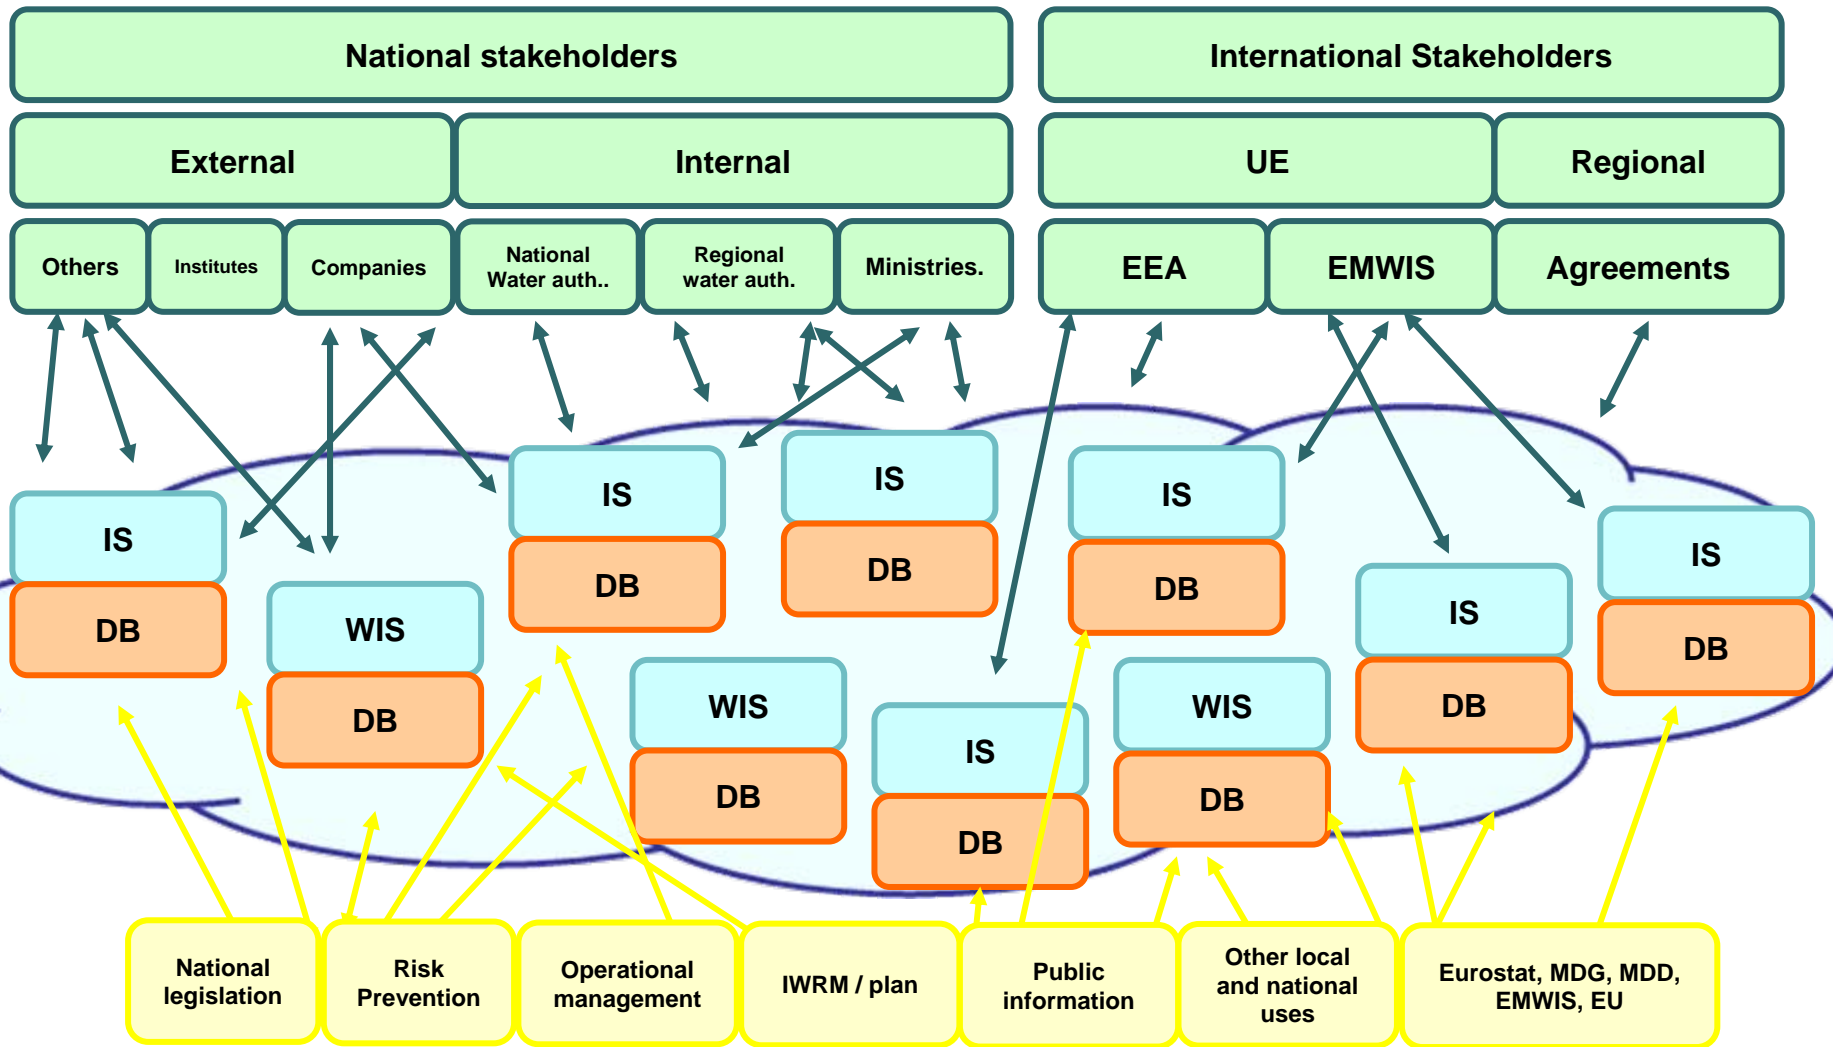 National stakeholders
International Stakeholders
External
Internal
UE
Regional
Others
Institutes
Companies
National
Water auth..
Regional
water auth.
Ministries.
EEA
EMWIS
Agreements
IS
DB
WIS
DB
IS
DB
IS
DB
WIS
DB
IS
DB
IS
DB
WIS
DB
IS
DB
IS
DB
National
legislation
Risk
Prevention
Operational
management
IWRM / plan
Public
information
Other local
and national
uses
Eurostat, MDG, MDD,
EMWIS, EU